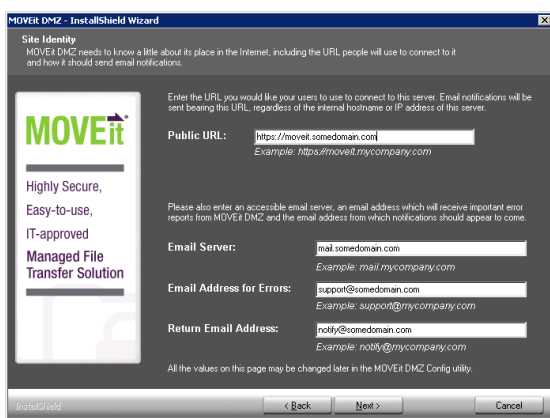 MOVEit DMZ - InstallShield Wizard
Site Identity
MOVEit DMZ needs to know a little about its place in the Internet, including the URL people will use to connect to it
and how it should send email notifications.
MOVEit
Highly Secure,
Easy-to-use,
IT-approved
Managed File
Transfer Solution
Enter the URL you would like your users to use to connect to this server. Email notifications will be
sent bearing this URL, regardless of the internal hostname or IP address of this server.
Public URL: https://moveit.somedomain.com
Example: https://moveit.mycompany.com
Please also enter an accessible email server, an email address which will receive important error
reports from MOVEit DMZ and the email address from which notifications should appear to come.
Email Server: mail.somedomain.com
Example: mail.mycompany.com
Email Address for Errors: support@somedomain.com
Example: support@mycompany.com
Return Email Address: notify@somedomain.com
Example: notify@mycompany.com
All the values on this page may be changed later in the MOVEit DMZ Config utility.
InstallShield
< Back Next > Cancel